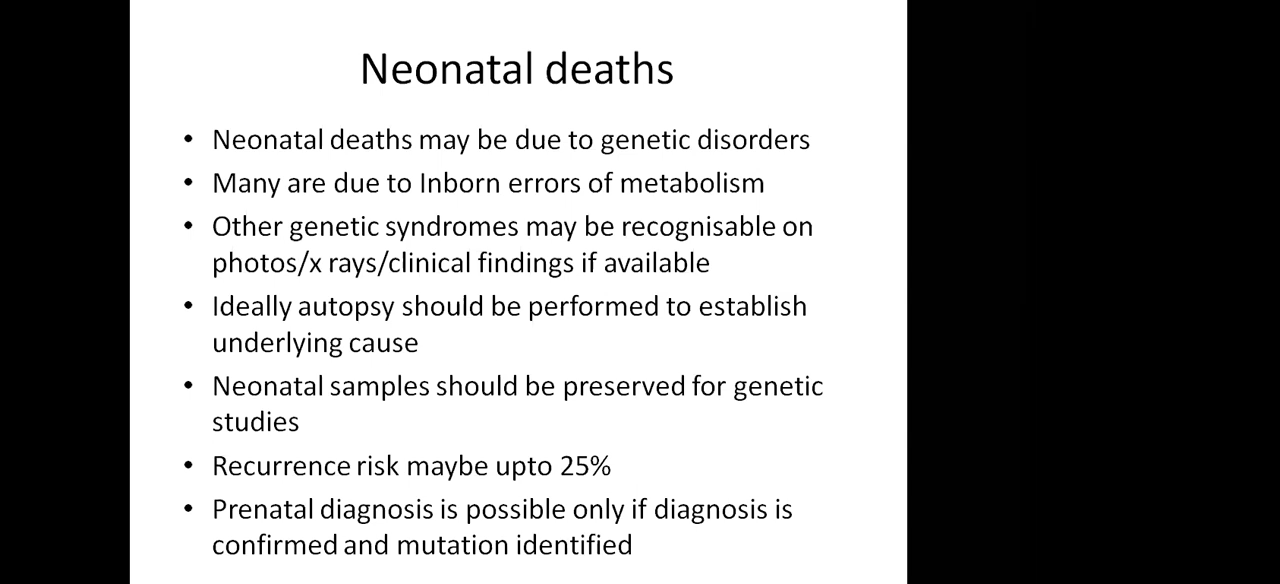 Neonatal deaths
• Neonatal deaths may be due to genetic disorders
• Many are due to Inborn errors of metabolism
• Other genetic syndromes may be recognisable on
photos/x rays/clinical findings if available
• Ideally autopsy should be performed to establish
underlying cause
• Neonatal samples should be preserved for genetic
studies
• Recurrence risk maybe upto 25%
• Prenatal diagnosis is possible only if diagnosis is
confirmed and mutation identified